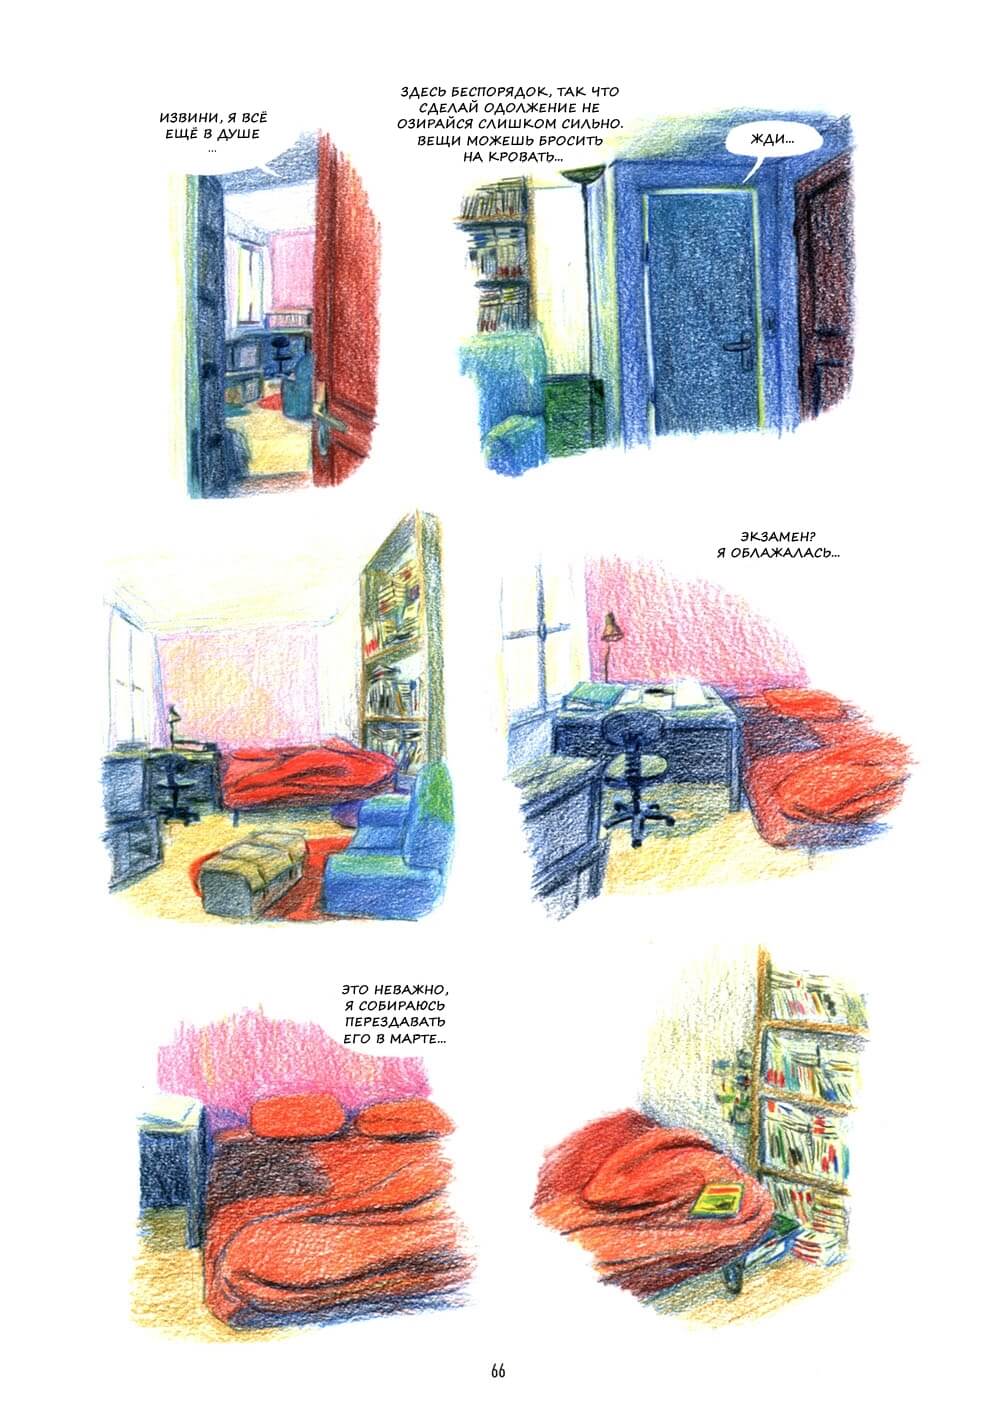 ИЗВИНИ, Я ВСЁ
ЕЩЁ В ДУШЕ
...
ЗДЕСЬ БЕСПОРЯДОК, ТАК ЧТО
СДЕЛАЙ ОДОЛЖЕНИЕ НЕ
ОЗИРАЙСЯ СЛИШКОМ СИЛЬНО.
ВЕЩИ МОЖЕШЬ БРОСИТЬ
НА КРОВАТЬ...
ЖДИ...
ЭКЗАМЕН?
Я ОБЛАЖАЛАСЬ...
ЭТО НЕВАЖНО,
Я СОБИРАЮСЬ
ПЕРЕЗДАВАТЬ
ЕГО В МАРТЕ...
66